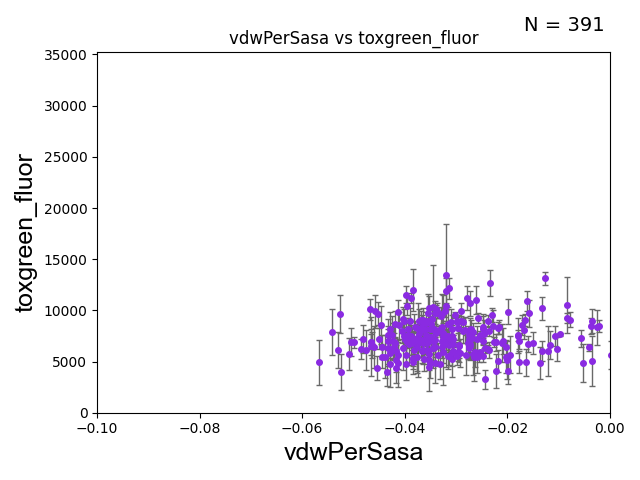 N = 391
vdwPerSasa vs toxgreen_fluor
35000
30000
25000
20000
15000
10000
5000
0
toxgreen_fluor
−0.10 −0.08 −0.06 −0.04 −0.02 0.00
vdwPerSasa